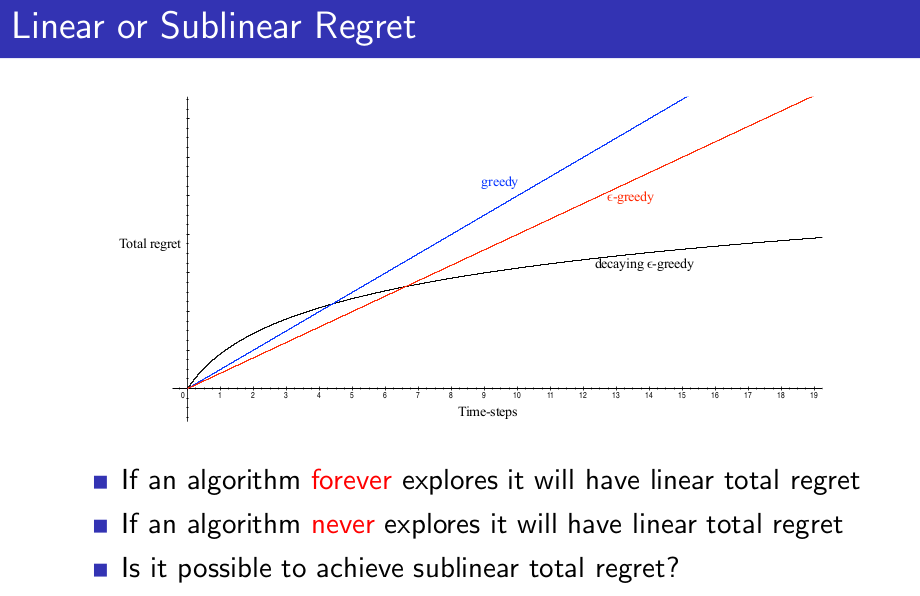 Linear or Sublinear Regret
greedy
ϵ-greedy
Total regret
decaying ϵ-greedy
0 1 2 3 4 5 6 7 8 9 10 11 12 13 14 15 16 17 18 19
Time-steps
If an algorithm forever explores it will have linear total regret
If an algorithm never explores it will have linear total regret
Is it possible to achieve sublinear total regret?